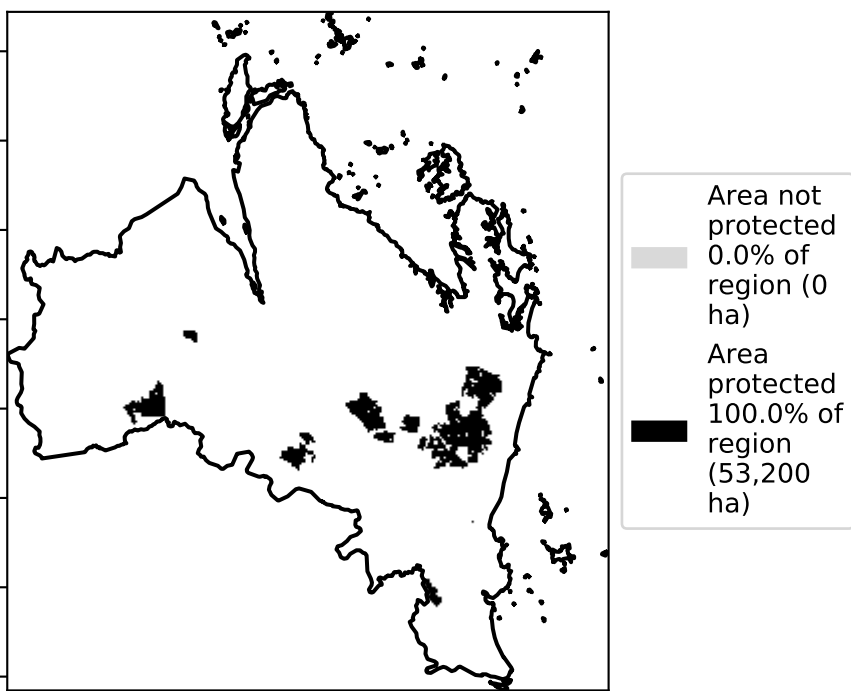 Area not
protected
0.0% of
region (0
ha)
Area
protected
100.0% of
region
(53,200
ha)